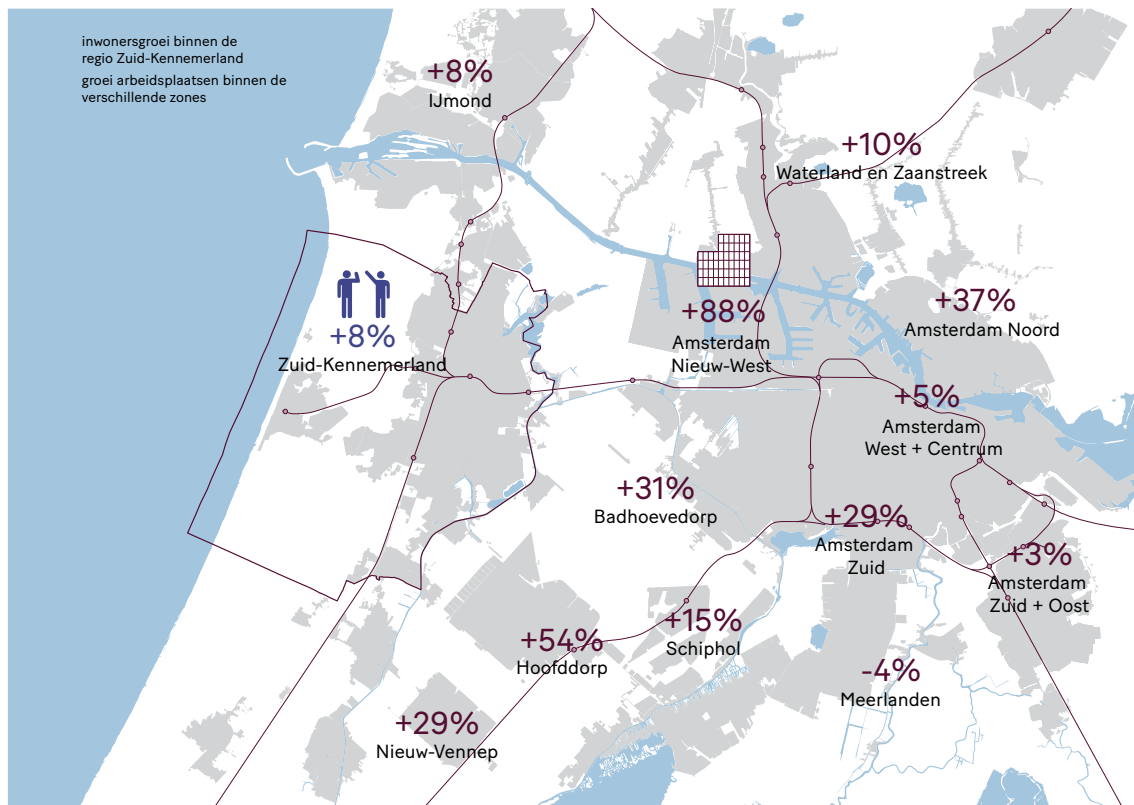 inwonersgroei binnen de
regio Zuid-Kennemerland
groei arbeidsplaatsen binnen de
verschillende zones
+8%
IJmond
+10%
Waterland en Zaanstreek
+8%
Zuid-Kennemerland
+88%
Amsterdam
Nieuw-West
+37%
Amsterdam Noord
+5%
Amsterdam
West + Centrum
+31%
Badhoevedorp
+29%
Amsterdam
Zuid
+3%
Amsterdam
Zuid + Oost
+54%
Hoofddorp
+15%
Schiphol
-4%
Meerlanden
+29%
Nieuw-Vennep